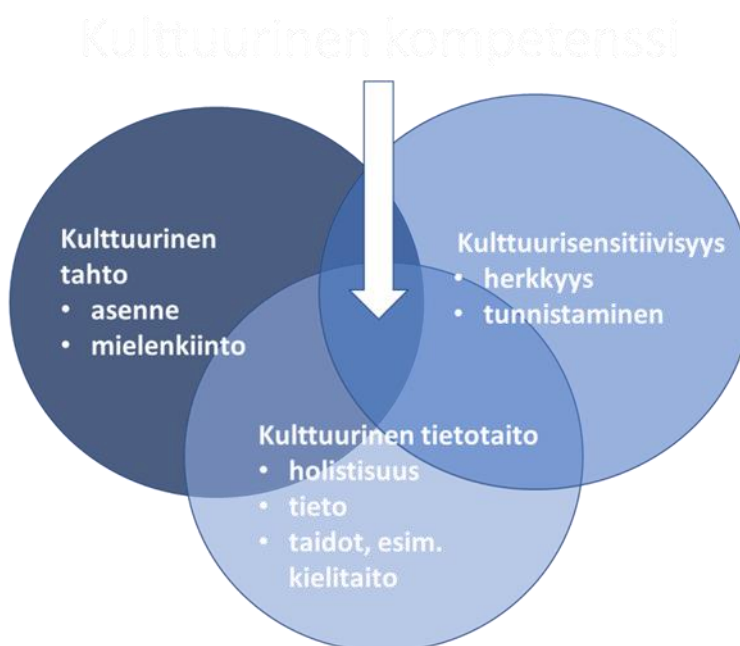 Kulttuurinen kompetenssi
Kulttuurinen
tahto
• asenne
• mielenkiinto
Kulttuurisensitiivisyys
• herkkyys
• tunnistaminen
Kulttuurinen tietotaito
• holistisuus
• tieto
• taidot, esim.
kielitaito